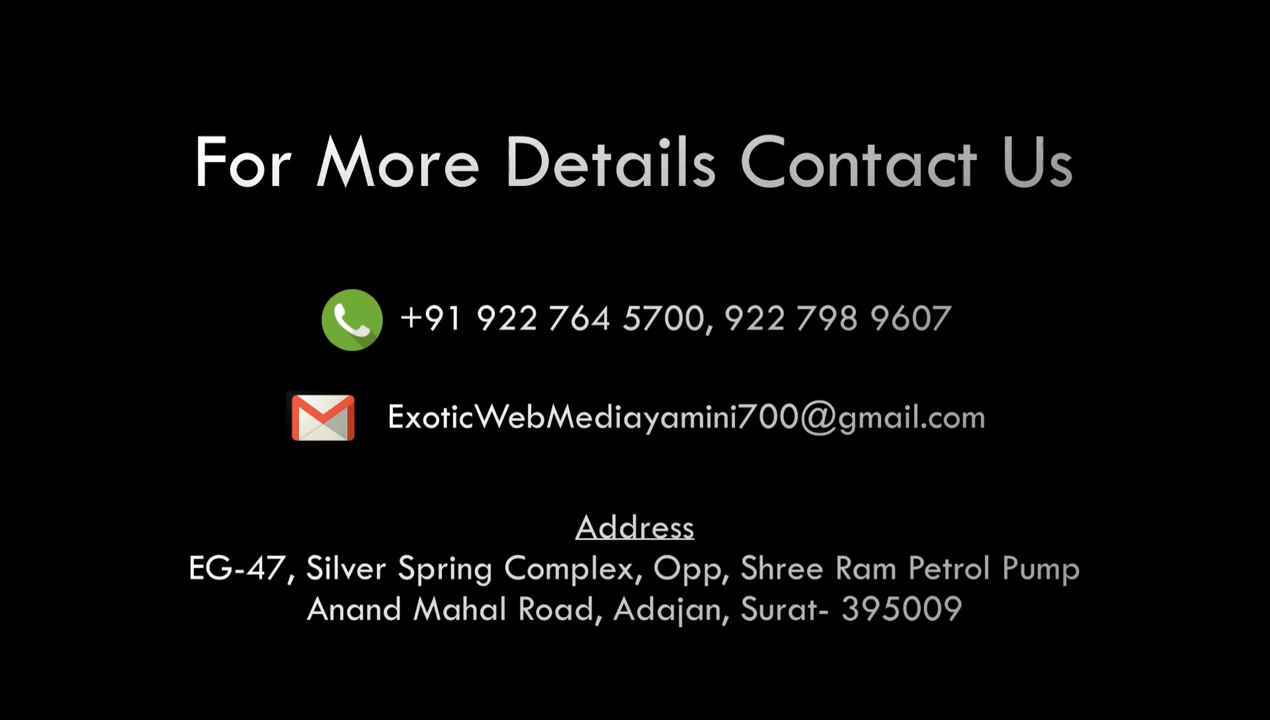 For More Details Contact Us
+91 922 764 5700, 922 798 9607
ExoticWebMediayamini700@gmail.com
Address
EG-47, Silver Spring Complex, Opp, Shree Ram Petrol Pump
Anand Mahal Road, Adajan, Surat- 395009